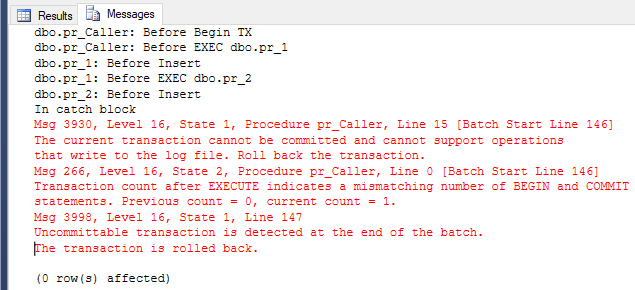 Results Messages
dbo.pr_Caller: Before Begin TX
dbo.pr_Caller: Before EXEC dbo.pr_1
dbo.pr_1: Before Insert
dbo.pr_1: Before EXEC dbo.pr_2
dbo.pr_2: Before Insert
In catch block
Msg 3930, Level 16, State 1, Procedure pr_Caller, Line 15 [Batch Start Line 146]
The current transaction cannot be committed and cannot support operations
that write to the log file. Roll back the transaction.
Msg 266, Level 16, State 2, Procedure pr_Caller, Line 0 [Batch Start Line 146]
Transaction count after EXECUTE indicates a mismatching number of BEGIN and COMMIT
statements. Previous count = 0, current count = 1.
Msg 3998, Level 16, State 1, Line 147
Uncommittable transaction is detected at the end of the batch.
The transaction is rolled back.
(0 row(s) affected)